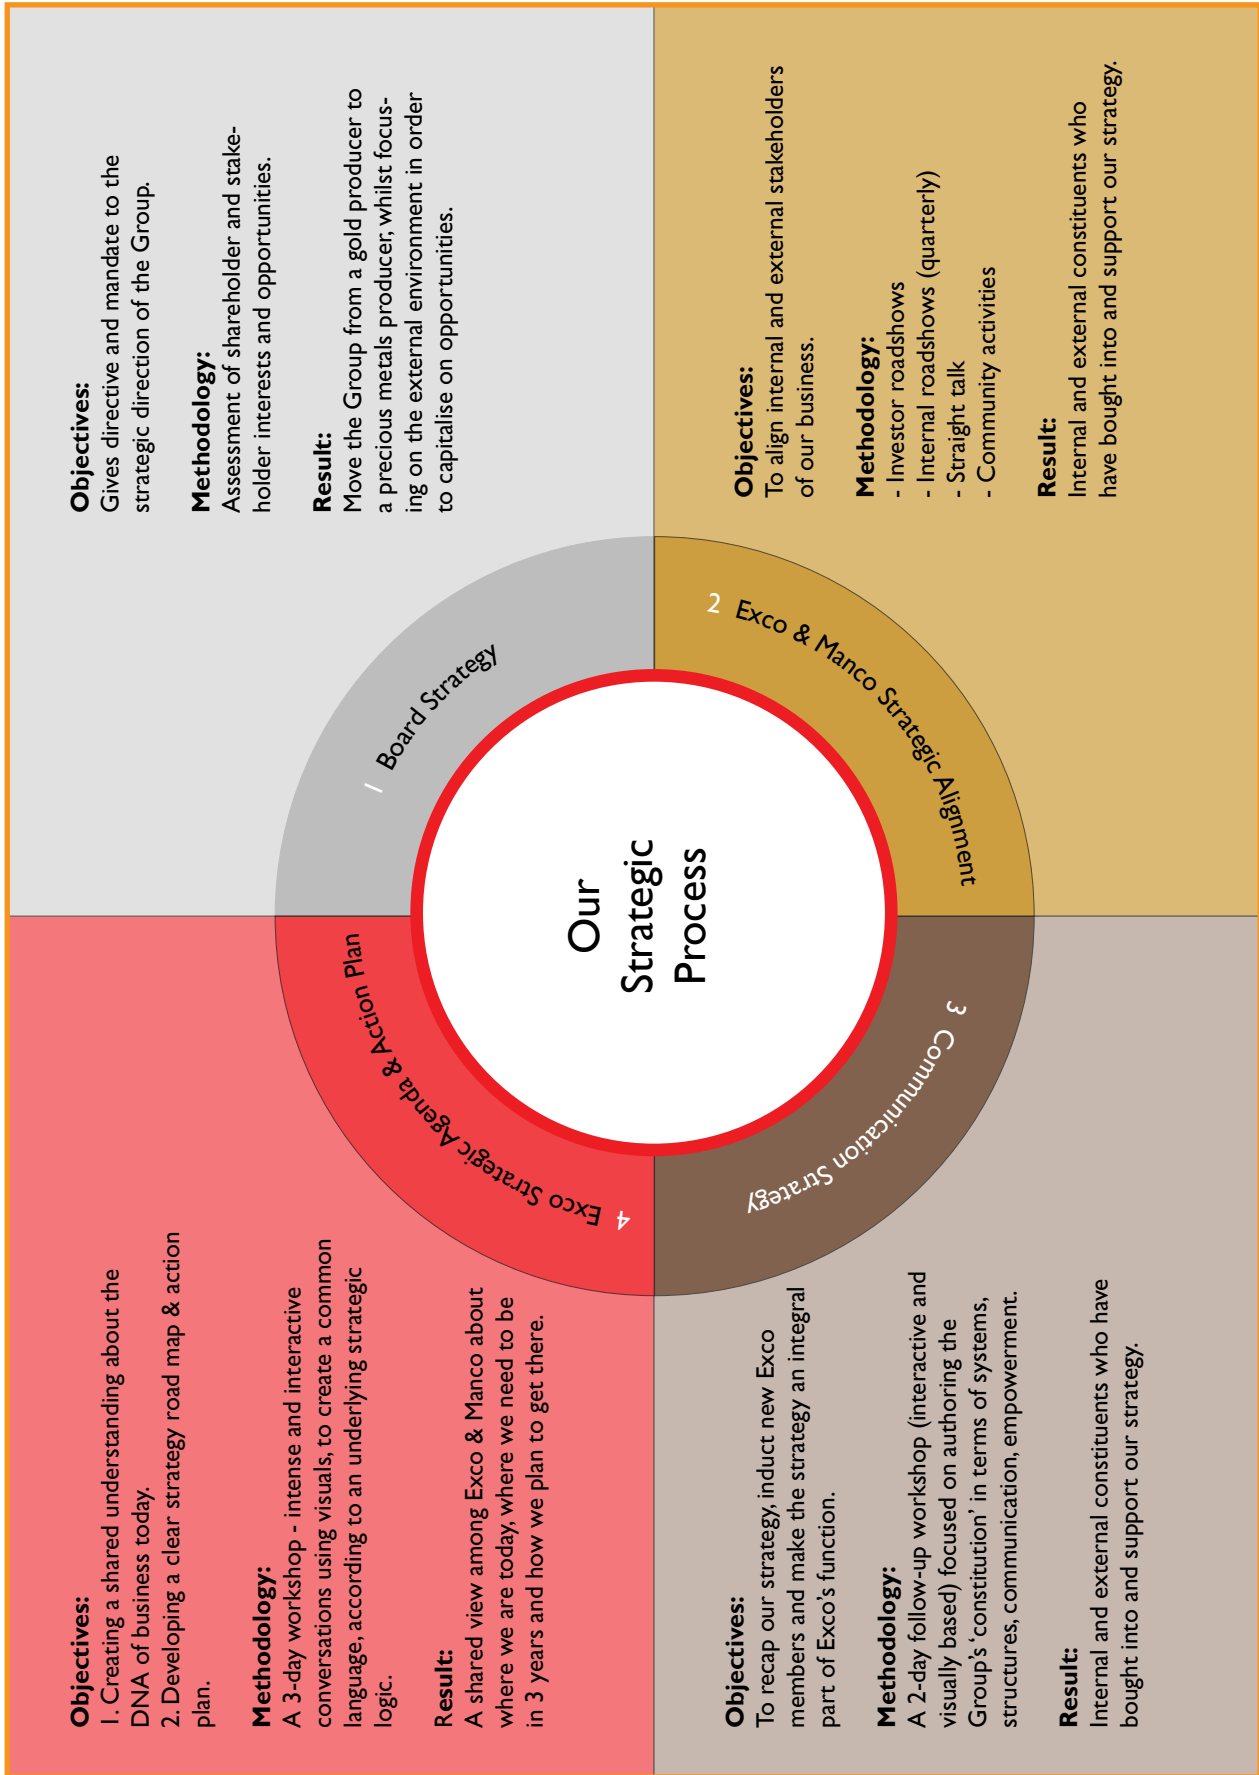 Objectives:
1. Creating a shared understanding about the
DNA of business today.
2. Developing a clear strategy road map & action
plan.
Methodology:
A 3-day workshop - intense and interactive
conversations using visuals, to create a common
language, according to an underlying strategic
logic.
Result:
A shared view among Exco & Manco about
where we are today, where we need to be
in 3 years and how we plan to get there.
Objectives:
Gives directive and mandate to the
strategic direction of the Group.
Methodology:
Assessment of shareholder and stake-
holder interests and opportunities.
Result:
Move the Group from a gold producer to
a precious metals producer, whilst focus-
ing on the external environment in order
to capitalise on opportunities.
4 Exco Strategic Agenda & Action Plan
1 Board Strategy
Our
Strategic
Process
3 Communication Strategy
2 Exco & Manco Strategic Alignment
Objectives:
To recap our strategy, induct new Exco
members and make the strategy an integral
part of Exco's function.
Methodology:
A 2-day follow-up workshop (interactive and
visually based) focused on authoring the
Group's 'constitution' in terms of systems,
structures, communication, empowerment.
Result:
Internal and external constituents who have
bought into and support our strategy.
Objectives:
To align internal and external stakeholders
of our business.
Methodology:
- Investor roadshows
- Internal roadshows (quarterly)
- Straight talk
- Community activities
Result:
Internal and external constituents who
have bought into and support our strategy.